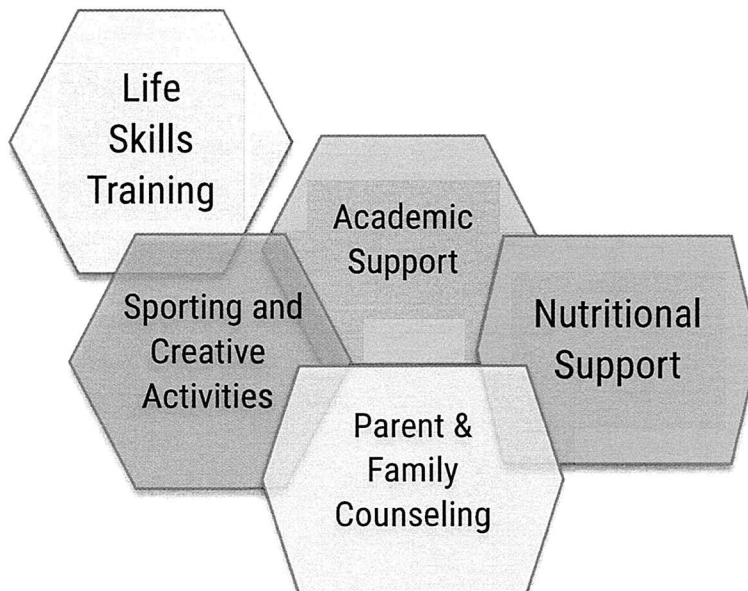 Life
Skills
Training
Academic
Support
Sporting and
Creative
Activities
Nutritional
Support
Parent &
Family
Counseling